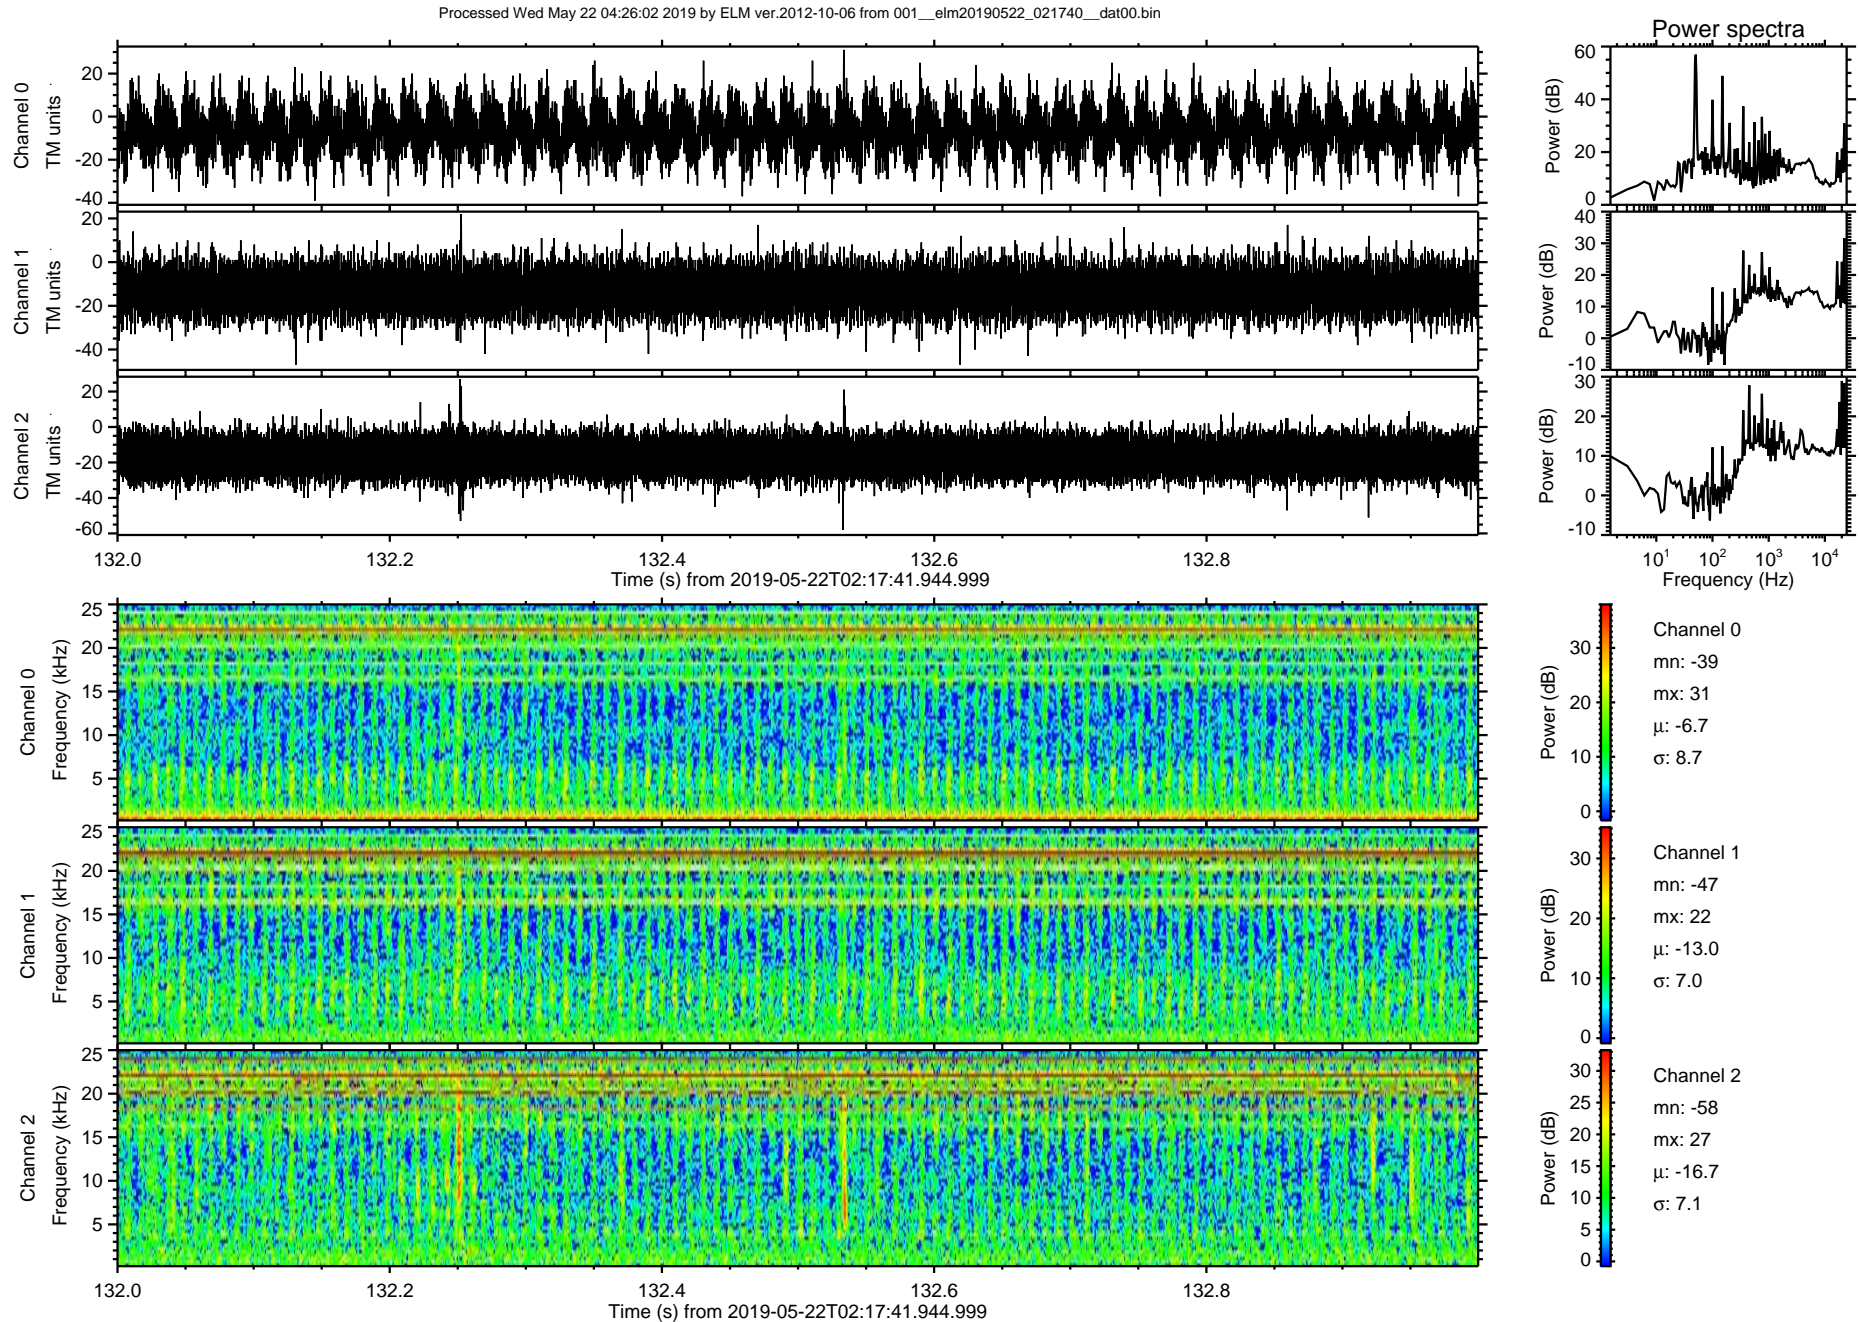 Processed Wed May 22 04:26:02 2019 by ELM ver.2012-10-06 from 001__elm20190522_021740__dat00.bin
Power spectra
Channel 0
TM units
20
0
-20
-40
Power (dB)
60
40
20
0
Channel 1
TM units
20
0
-20
-40
Power (dB)
40
30
20
10
0
-10
Channel 2
TM units
20
0
-20
-40
-60
Power (dB)
30
20
10
0
-10
132.0 132.2 132.4 132.6 132.8
Time (s) from 2019-05-22T02:17:41.944.999
10¹ 10² 10³ 10⁴
Frequency (Hz)
Channel 0
Frequency (kHz)
25
20
15
10
5
Power (dB)
30
20
10
0
Channel 0
mn: -39
mx: 31
µ: -6.7
σ: 8.7
Channel 1
Frequency (kHz)
25
20
15
10
5
Power (dB)
30
20
10
0
Channel 1
mn: -47
mx: 22
µ: -13.0
σ: 7.0
Channel 2
Frequency (kHz)
25
20
15
10
5
Power (dB)
30
25
20
15
10
5
0
Channel 2
mn: -58
mx: 27
µ: -16.7
σ: 7.1
132.0 132.2 132.4 132.6 132.8
Time (s) from 2019-05-22T02:17:41.944.999